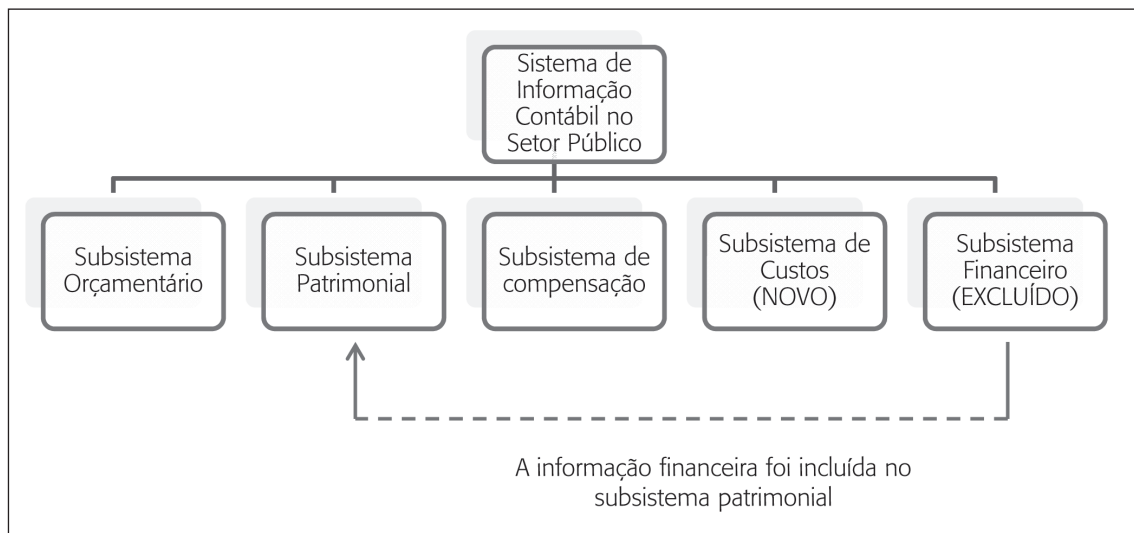 Sistema de
Informação
Contábil no
Setor Público
Subsistema
Orçamentário
Subsistema
Patrimonial
Subsistema de
compensação
Subsistema de
Custos
(NOVO)
Subsistema
Financeiro
(EXCLUÍDO)
A informação financeira foi incluída no
subsistema patrimonial